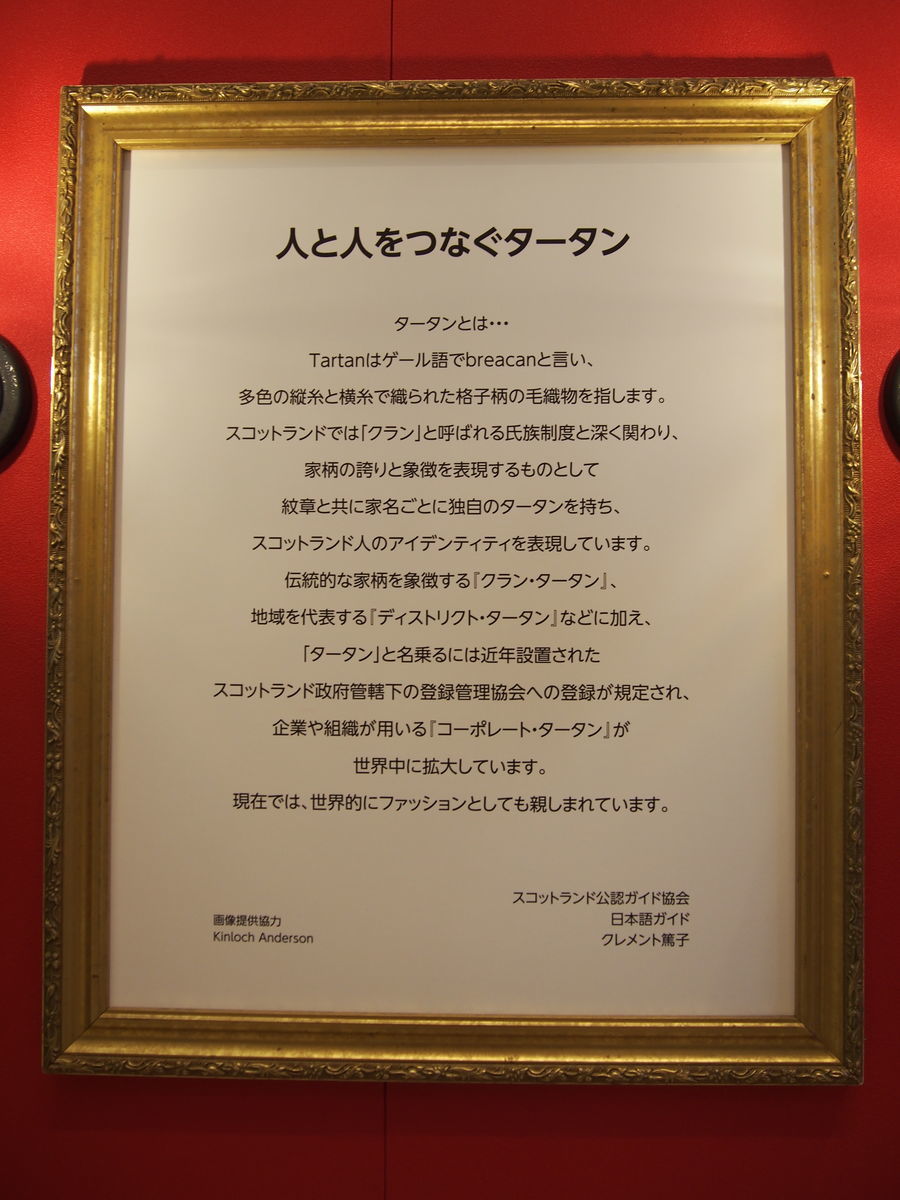 人と人をつなぐタータン
タータンとは・・・
Tartanはゲール語でbreacanと言い、
多色の縦糸と横糸で織られた格子柄の毛織物を指します。
スコットランドでは「クラン」と呼ばれる氏族制度と深く関わり、
家柄の誇りと象徴を表現するものとして
紋章と共に家名ごとに独自のタータンを持ち、
スコットランド人のアイデンティティを表現しています。
伝統的な家柄を象徴する『クラン・タータン』、
地域を代表する『ディストリクト・タータン』などに加え、
「タータン」と名乗るには近年設置された
スコットランド政府管轄下の登録管理協会への登録が規定され、
企業や組織が用いる『コーポレート・タータン』が
世界中に拡大しています。
現在では、世界的にファッションとしても親しまれています。
画像提供協力
Kinloch Anderson
スコットランド公認ガイド協会
日本語ガイド
クレメント篤子